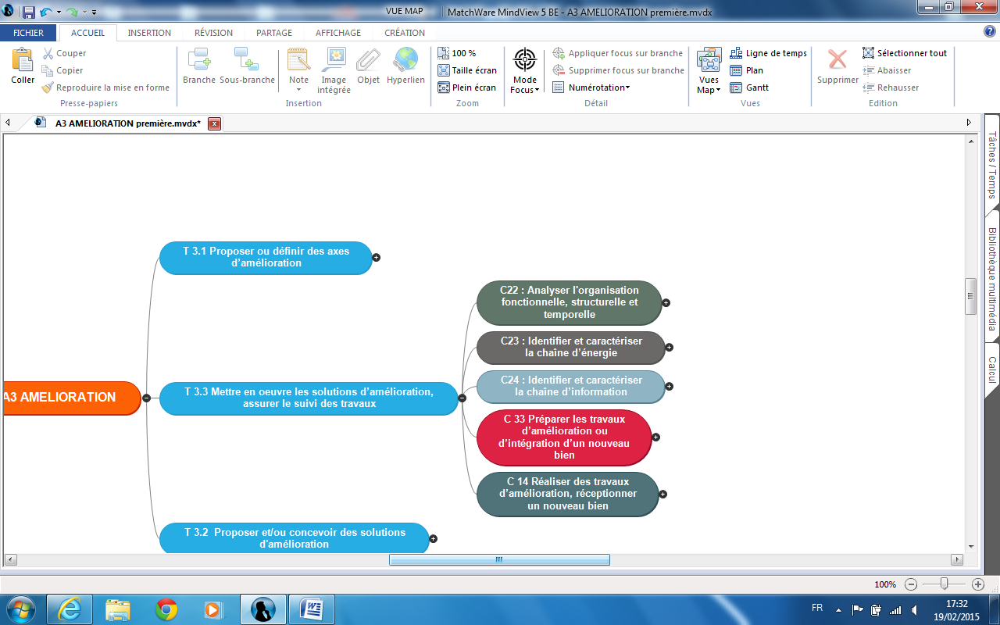 VUE MAP
MatchWare MindView 5 BE - A3 AMELIORATION première.mvdx
FICHIER
ACCUEIL
INSERTION
RÉVISION
PARTAGE
AFFICHAGE
CRÉATION
Coller
Couper
Copier
Reproduire la mise en forme
Presse-papiers
Branche
Sous-branche
Note
Image
intégrée
Objet
Hyperlien
Insertion
100 %
Taille écran
Plein écran
Zoom
Mode
Focus
Appliquer focus sur branche
Supprimer focus sur branche
Numérotation
Détail
Vues
Map
Ligne de temps
Plan
Gantt
Vues
Supprimer
Sélectionner tout
Abaisser
Rehausser
Edition
A3 AMELIORATION première.mvdx*
Tâches / Temps
Bibliothèque multimédia
Calcul
T 3.1 Proposer ou définir des axes
d’amélioration
C22 : Analyser l'organisation
fonctionnelle, structurelle et
temporelle
C23 : Identifier et caractériser
la chaîne d’énergie
A3 AMELIORATION
T 3.3 Mettre en oeuvre les solutions d’amélioration,
assurer le suivi des travaux
C24 : Identifier et caractériser
la chaîne d’information
C 33 Préparer les travaux
d’amélioration ou
d’intégration d’un nouveau
bien
C 14 Réaliser des travaux
d’amélioration, réceptionner
un nouveau bien
T 3.2  Proposer et/ou concevoir des solutions
d'amélioration
100%
FR
17:32
19/02/2015